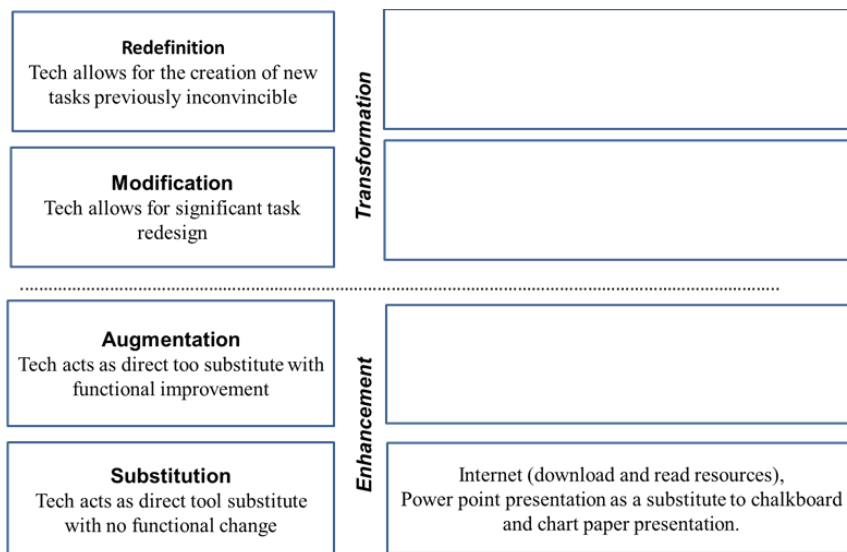 Redefinition
Tech allows for the creation of new
tasks previously inconvincible
Modification
Tech allows for significant task
redesign
Transformation
Augmentation
Tech acts as direct too substitute with
functional improvement
Substitution
Tech acts as direct tool substitute
with no functional change
Enhancement
Internet (download and read resources),
Power point presentation as a substitute to chalkboard
and chart paper presentation.